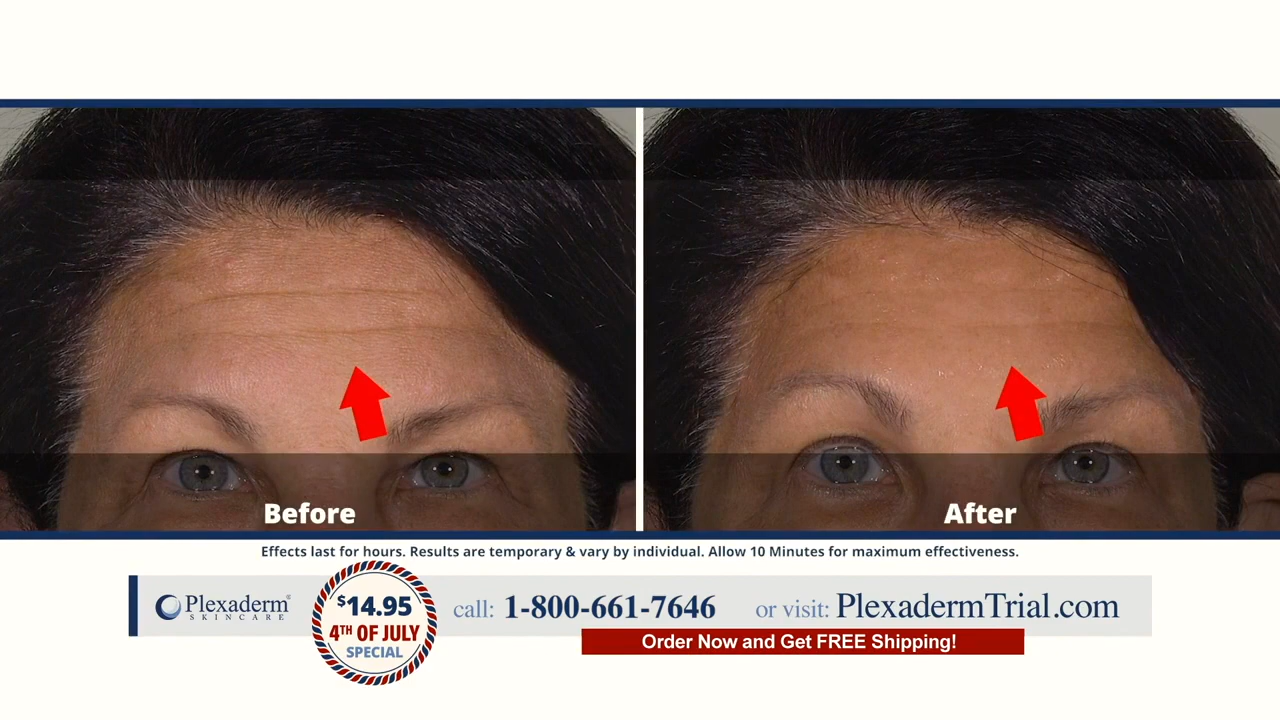 Before
After
Effects last for hours. Results are temporary & vary by individual. Allow 10 Minutes for maximum effectiveness.
Plexaderm®
SKINCARE
$14.95
4TH OF JULY
SPECIAL
call: 1-800-661-7646
or visit: PlexadermTrial.com
Order Now and Get FREE Shipping!